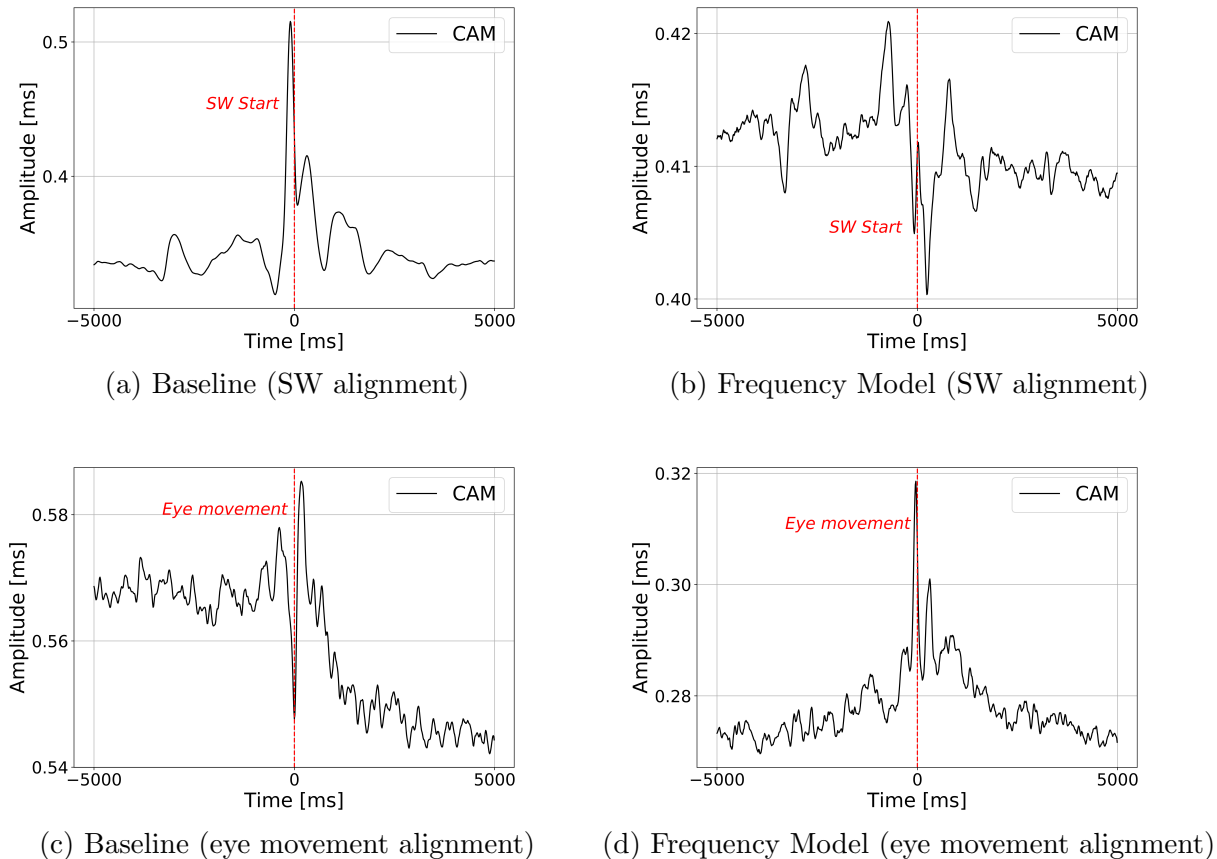 CAM
0.5
0.4
Amplitude [ms]
SW Start
−5000
0
5000
Time [ms]
(a) Baseline (SW alignment)
CAM
0.42
0.41
0.40
Amplitude [ms]
SW Start
−5000
0
5000
Time [ms]
(b) Frequency Model (SW alignment)
CAM
0.58
0.56
0.54
Amplitude [ms]
Eye movement
−5000
0
5000
Time [ms]
(c) Baseline (eye movement alignment)
CAM
0.32
0.30
0.28
Amplitude [ms]
Eye movement
−5000
0
5000
Time [ms]
(d) Frequency Model (eye movement alignment)